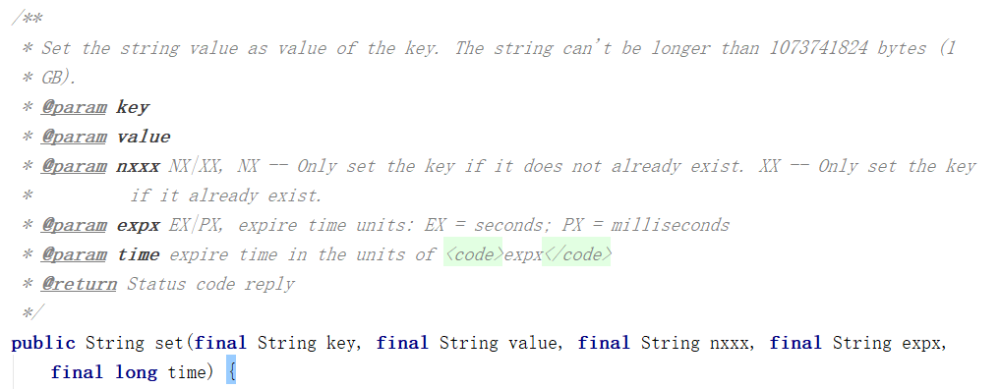 /**
* Set the string value as value of the key. The string can't be longer than 1073741824 bytes (1
* GB).
* @param key
* @param value
* @param nxxx NX|XX, NX -- Only set the key if it does not already exist. XX -- Only set the key
* if it already exist.
* @param expx EX|PX, expire time units: EX = seconds; PX = milliseconds
* @param time expire time in the units of <code>expx</code>
* @return Status code reply
*/
public String set(final String key, final String value, final String nxxx, final String expx,
final long time) {